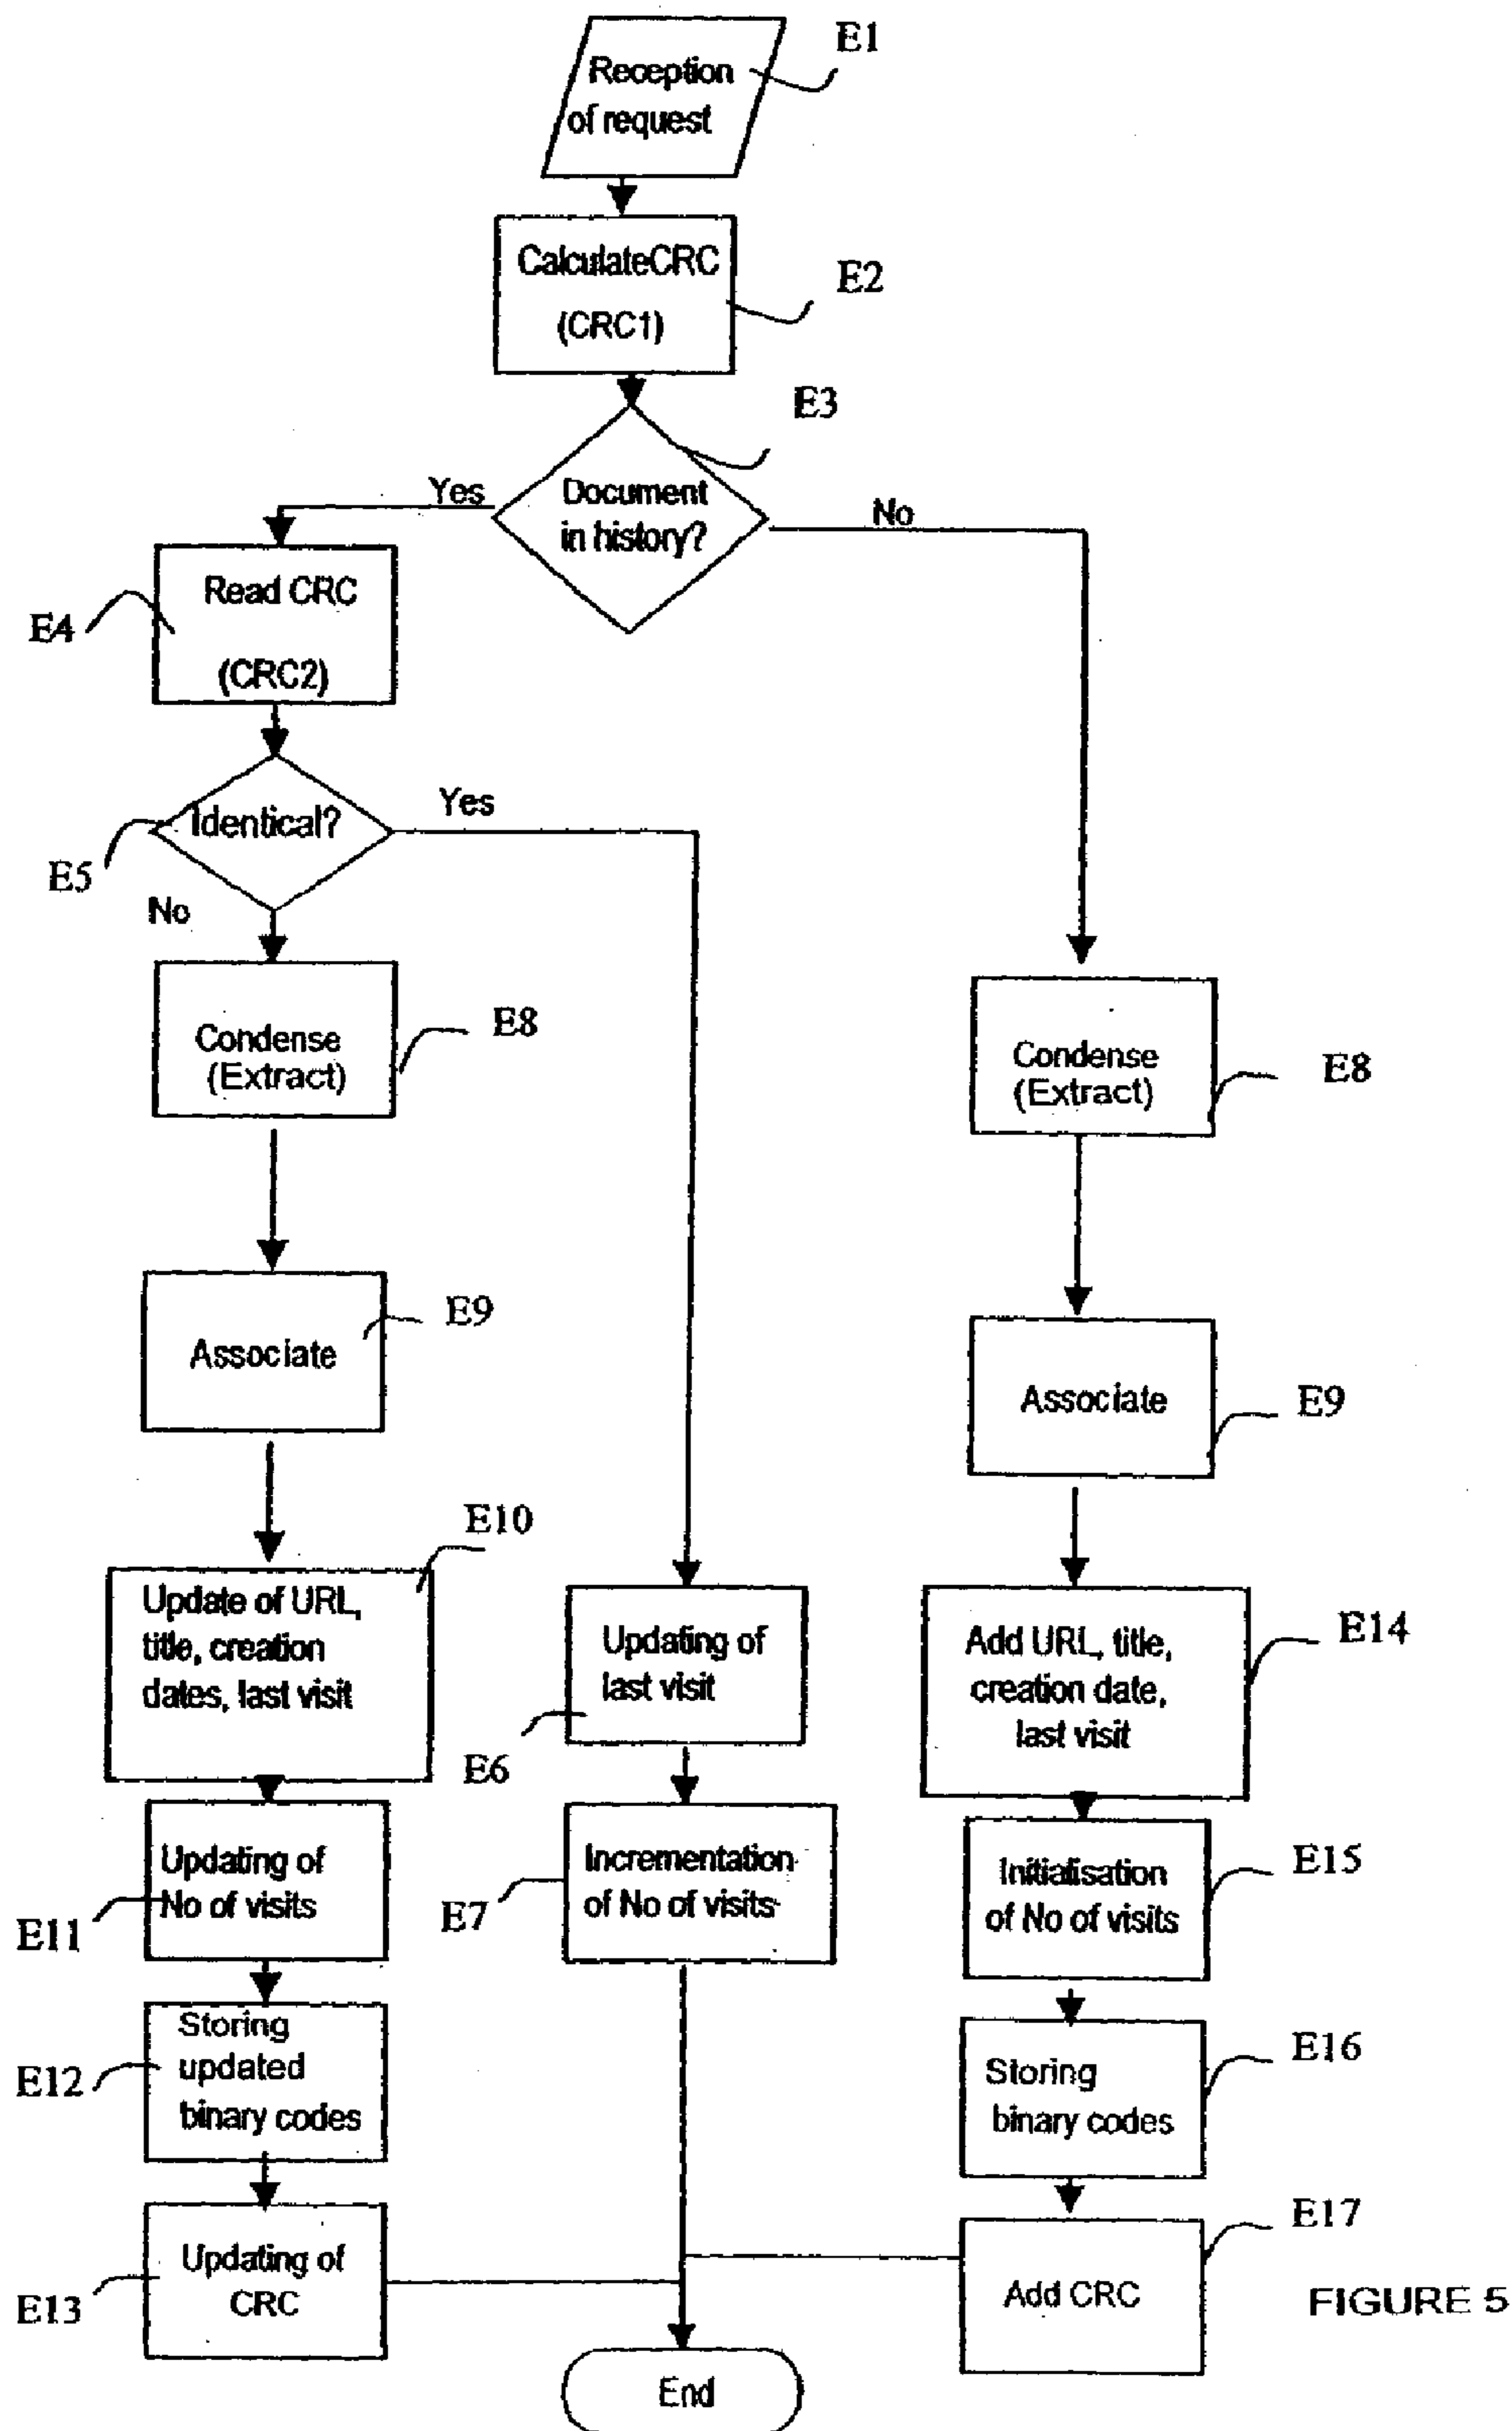 E1
Reception
of request
CalculateCRC
(CRC1)
E2
E3
Document
in history?
Yes
No
Read CRC
(CRC2)
E4
Identical?
Yes
E5
No
Condense
(Extract)
E8
Condense
(Extract)
E8
Associate
E9
Associate
E9
E10
Update of URL,
title, creation
dates, last visit
Updating of
last visit
E6
Add URL, title,
creation date,
last visit
E14
Updating of
No of visits
E11
Incrementation
of No of visits
E7
Initialisation
of No of visits
E15
Storing
updated
binary codes
E12
Storing
binary codes
E16
Updating of
CRC
E13
Add CRC
E17
FIGURE 5
End